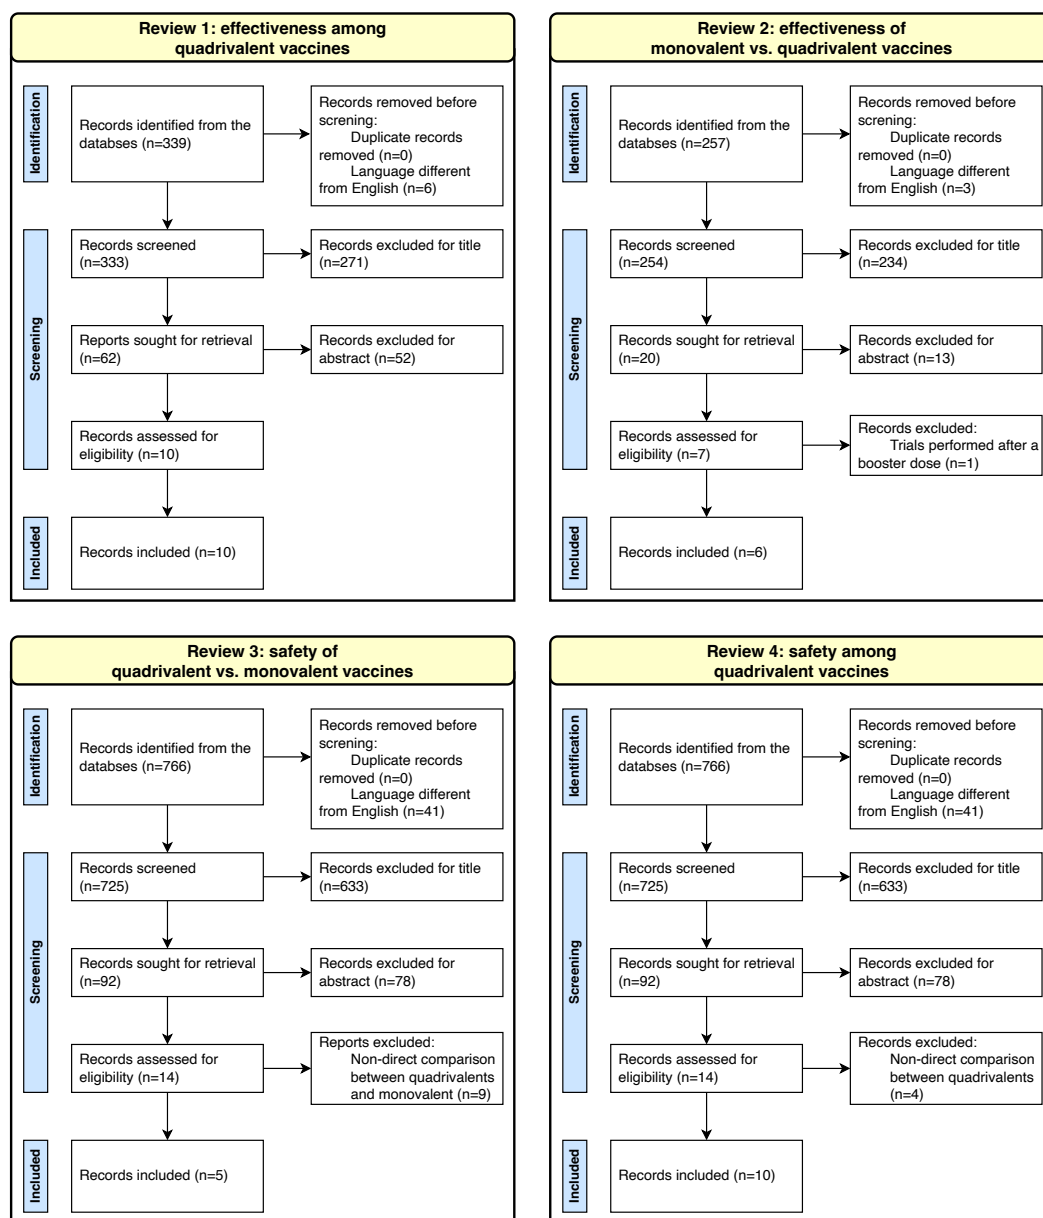 Review 1: effectiveness among
quadrivalent vaccines
Identification
Records identified from the
databses (n=339)
Records removed before
screning:
Duplicate records
removed (n=0)
Language different
from English (n=6)
Screening
Records screened
(n=333)
Records excluded for title
(n=271)
Reports sought for retrieval
(n=62)
Records excluded for
abstract (n=52)
Records assessed for
eligibility (n=10)
Included
Records included (n=10)
Review 2: effectiveness of
monovalent vs. quadrivalent vaccines
Identification
Records identified from the
databses (n=257)
Records removed before
screning:
Duplicate records
removed (n=0)
Language different
from English (n=3)
Screening
Records screened
(n=254)
Records excluded for title
(n=234)
Records sought for retrieval
(n=20)
Records excluded for
abstract (n=13)
Records assessed for
eligibility (n=7)
Records excluded:
Trials performed after a
booster dose (n=1)
Included
Records included (n=6)
Review 3: safety of
quadrivalent vs. monovalent vaccines
Identification
Records identified from the
databses (n=766)
Records removed before
screning:
Duplicate records
removed (n=0)
Language different
from English (n=41)
Screening
Records screened
(n=725)
Records excluded for title
(n=633)
Records sought for retrieval
(n=92)
Records excluded for
abstract (n=78)
Records assessed for
eligibility (n=14)
Reports excluded:
Non-direct comparison
between quadrivalents
and monovalent (n=9)
Included
Records included (n=5)
Review 4: safety among
quadrivalent vaccines
Identification
Records identified from the
databses (n=766)
Records removed before
screning:
Duplicate records
removed (n=0)
Language different
from English (n=41)
Screening
Records screened
(n=725)
Records excluded for title
(n=633)
Records sought for retrieval
(n=92)
Records excluded for
abstract (n=78)
Records assessed for
eligibility (n=14)
Records excluded:
Non-direct comparison
between quadrivalents
(n=4)
Included
Records included (n=10)